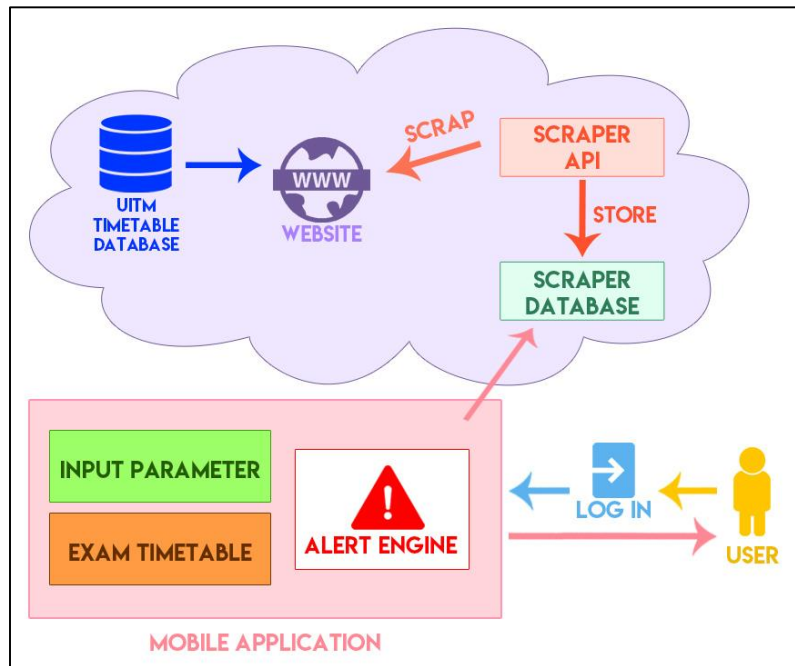 UITM
TIMETABLE
DATABASE
WWW
WEBSITE
SCRAP
SCRAPER
API
STORE
SCRAPER
DATABASE
INPUT PARAMETER
EXAM TIMETABLE
ALERT ENGINE
LOG IN
USER
MOBILE APPLICATION